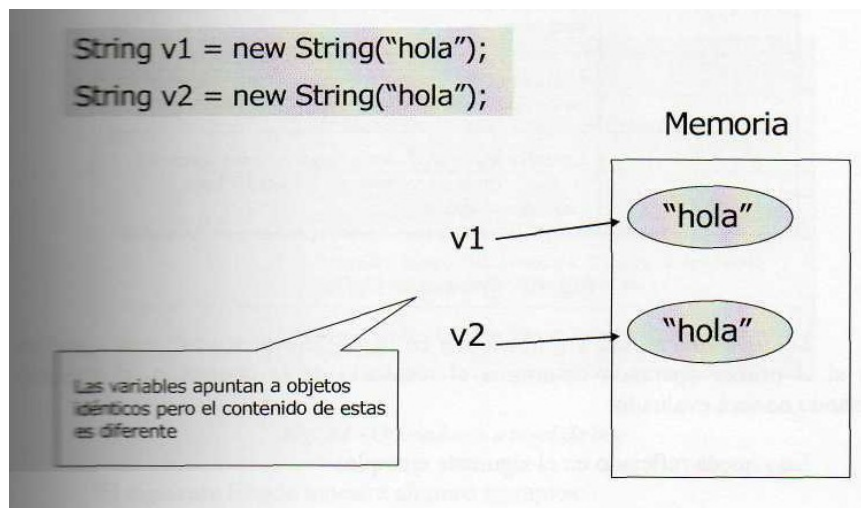 String v1 = new String(“hola”);
String v2 = new String(“hola”);
Memoria
“hola”
v1
“hola”
v2
Las variables apuntan a objetos
idénticos pero el contenido de estas
es diferente